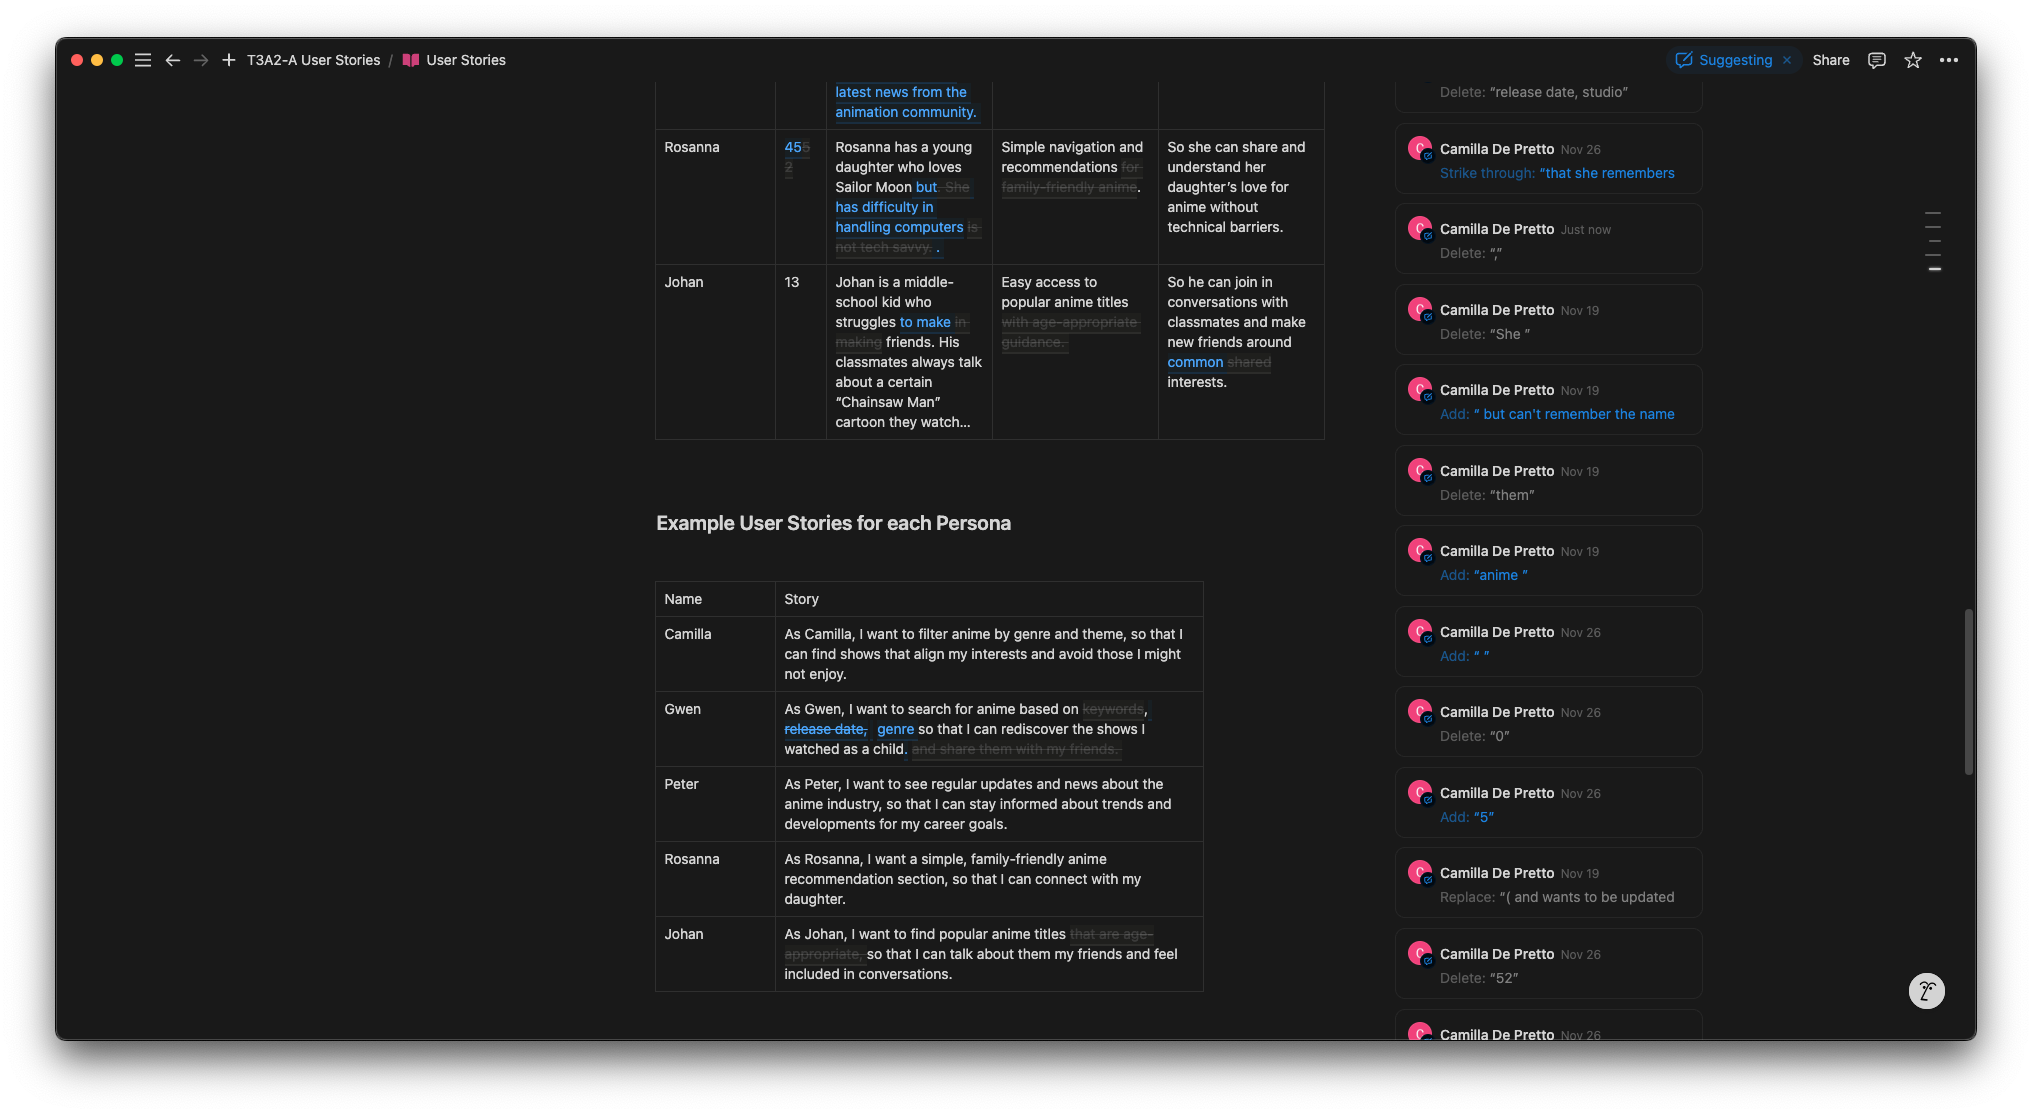 T3A2-A User Stories / User Stories
Suggesting × Share
latest news from the
animation community.
Rosanna
4552
Rosanna has a young
daughter who loves
Sailor Moon but. She
has difficulty in
handling computers is
not tech savvy. .
Simple navigation and
recommendations for
family-friendly anime.
So she can share and
understand her
daughter’s love for
anime without
technical barriers.
Johan
13
Johan is a middle-
school kid who
struggles to make in
making friends. His
classmates always talk
about a certain
“Chainsaw Man”
cartoon they watch...
Easy access to
popular anime titles
with age-appropriate
guidance.
So he can join in
conversations with
classmates and make
new friends around
common shared
interests.
Example User Stories for each Persona
Name
Story
Camilla
As Camilla, I want to filter anime by genre and theme, so that I
can find shows that align my interests and avoid those I might
not enjoy.
Gwen
As Gwen, I want to search for anime based on keywords,
release date, genre so that I can rediscover the shows I
watched as a child. and share them with my friends.
Peter
As Peter, I want to see regular updates and news about the
anime industry, so that I can stay informed about trends and
developments for my career goals.
Rosanna
As Rosanna, I want a simple, family-friendly anime
recommendation section, so that I can connect with my
daughter.
Johan
As Johan, I want to find popular anime titles that are age-
appropriate, so that I can talk about them my friends and feel
included in conversations.
Delete: “release date, studio”
C Camilla De Pretto Nov 26
Strike through: “that she remembers
C Camilla De Pretto Just now
Delete: “,”
C Camilla De Pretto Nov 19
Delete: “She ”
C Camilla De Pretto Nov 19
Add: “ but can't remember the name
C Camilla De Pretto Nov 19
Delete: “them”
C Camilla De Pretto Nov 19
Add: “anime ”
C Camilla De Pretto Nov 26
Add: “ ”
C Camilla De Pretto Nov 26
Delete: “0”
C Camilla De Pretto Nov 26
Add: “5”
C Camilla De Pretto Nov 19
Replace: “( and wants to be updated
C Camilla De Pretto Nov 26
Delete: “52”
C Camilla De Pretto Nov 26